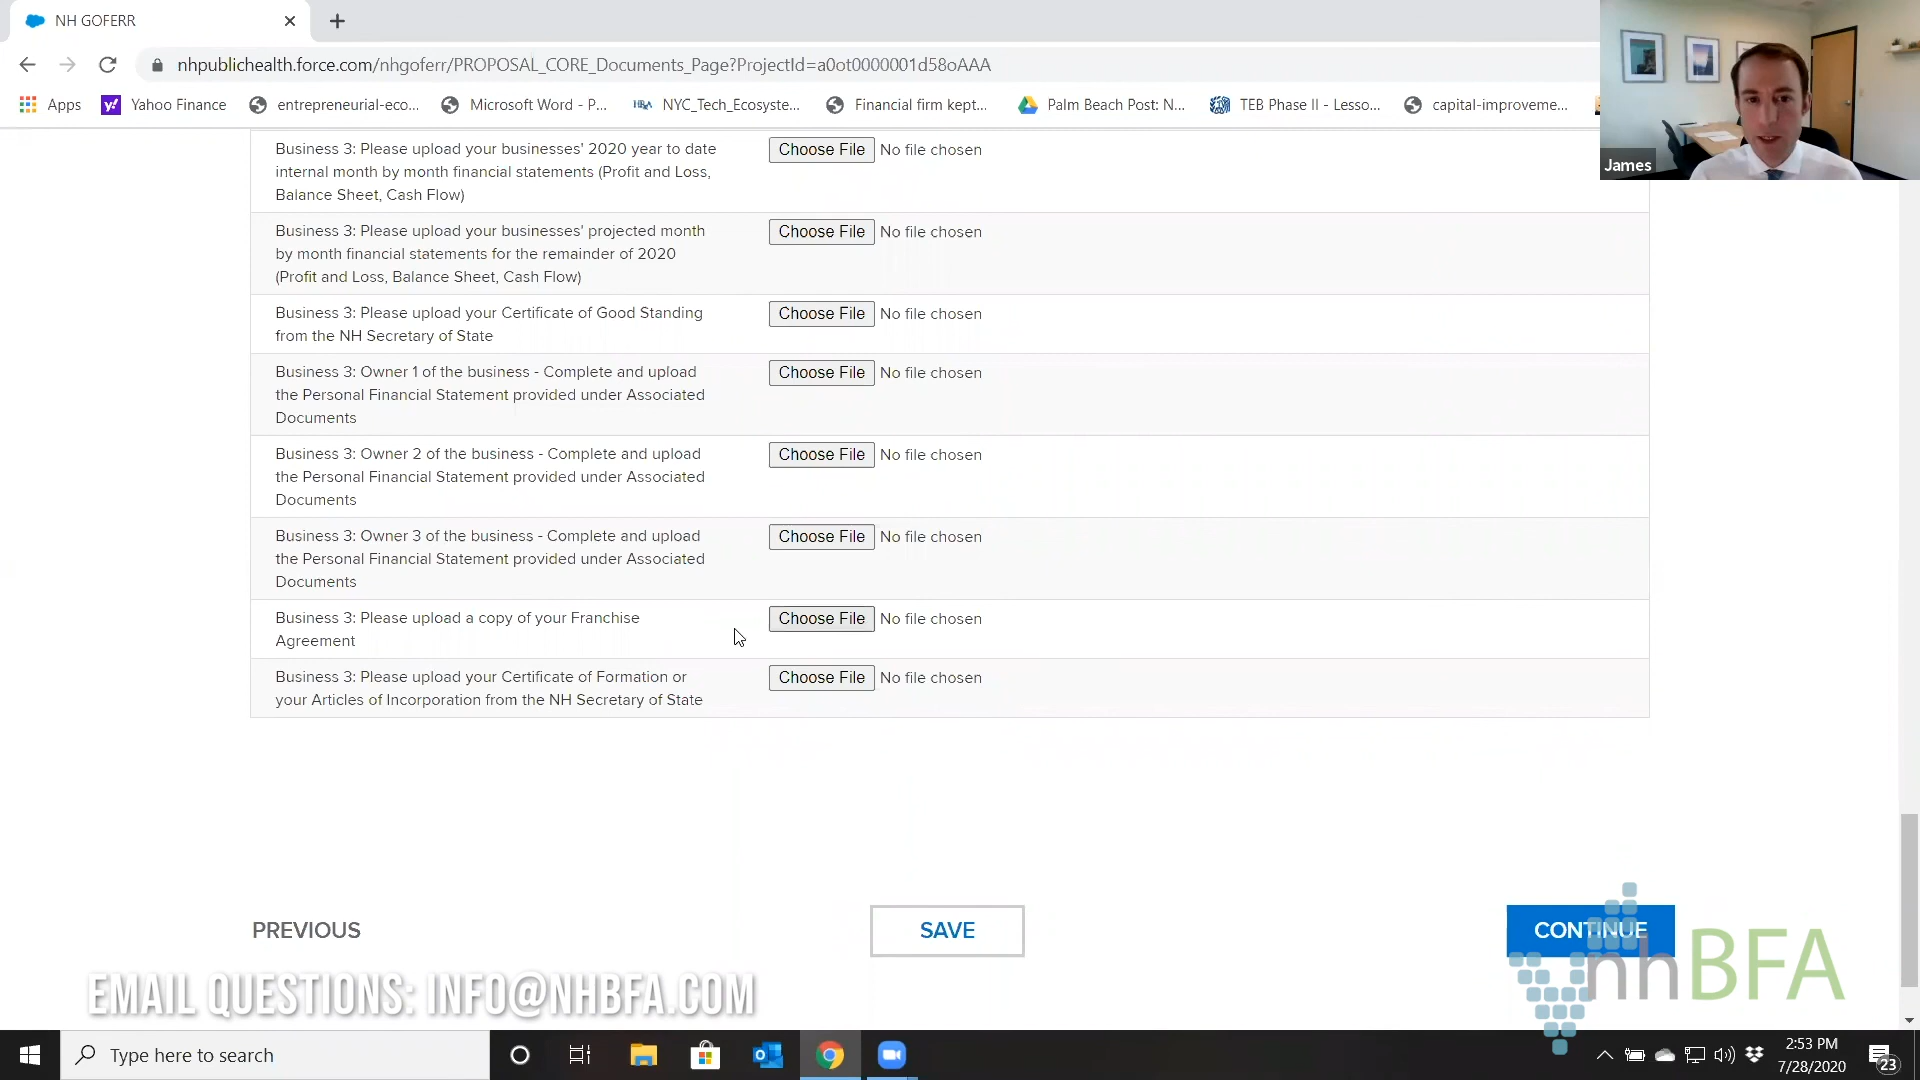 NH GOFERR
nhpublichealth.force.com/nhgoferr/PROPOSAL_CORE_Documents_Page?ProjectId=a0ot0000001d58oAAA
Apps
Yahoo Finance
entrepreneurial-eco...
Microsoft Word - P...
NYC_Tech_Ecosyste...
Financial firm kept...
Palm Beach Post: N...
TEB Phase II - Lesso...
capital-improveme...
James
Business 3: Please upload your businesses' 2020 year to date
internal month by month financial statements (Profit and Loss,
Balance Sheet, Cash Flow)
Choose File No file chosen
Business 3: Please upload your businesses' projected month
by month financial statements for the remainder of 2020
(Profit and Loss, Balance Sheet, Cash Flow)
Choose File No file chosen
Business 3: Please upload your Certificate of Good Standing
from the NH Secretary of State
Choose File No file chosen
Business 3: Owner 1 of the business - Complete and upload
the Personal Financial Statement provided under Associated
Documents
Choose File No file chosen
Business 3: Owner 2 of the business - Complete and upload
the Personal Financial Statement provided under Associated
Documents
Choose File No file chosen
Business 3: Owner 3 of the business - Complete and upload
the Personal Financial Statement provided under Associated
Documents
Choose File No file chosen
Business 3: Please upload a copy of your Franchise
Agreement
Choose File No file chosen
Business 3: Please upload your Certificate of Formation or
your Articles of Incorporation from the NH Secretary of State
Choose File No file chosen
PREVIOUS
SAVE
CONTINUE
EMAIL QUESTIONS: INFO@NHBFA.COM
nhBFA
Type here to search
2:53 PM
7/28/2020
23